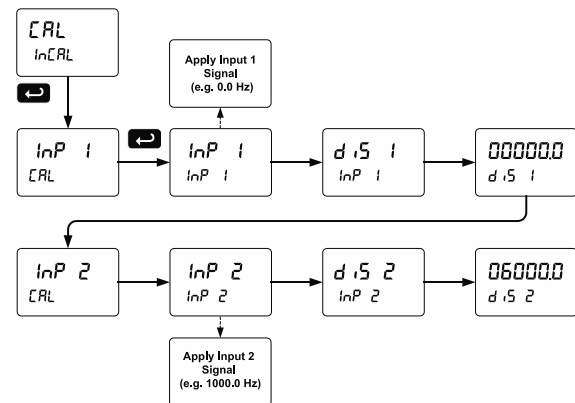 CAL
InCAL
Apply Input 1
Signal
(e.g. 0.0 Hz)
InP 1
CAL
InP 1
InP 1
diS 1
InP 1
00000.0
diS 1
InP 2
CAL
InP 2
InP 2
diS 2
InP 2
06000.0
diS 2
Apply Input 2
Signal
(e.g. 1000.0 Hz)